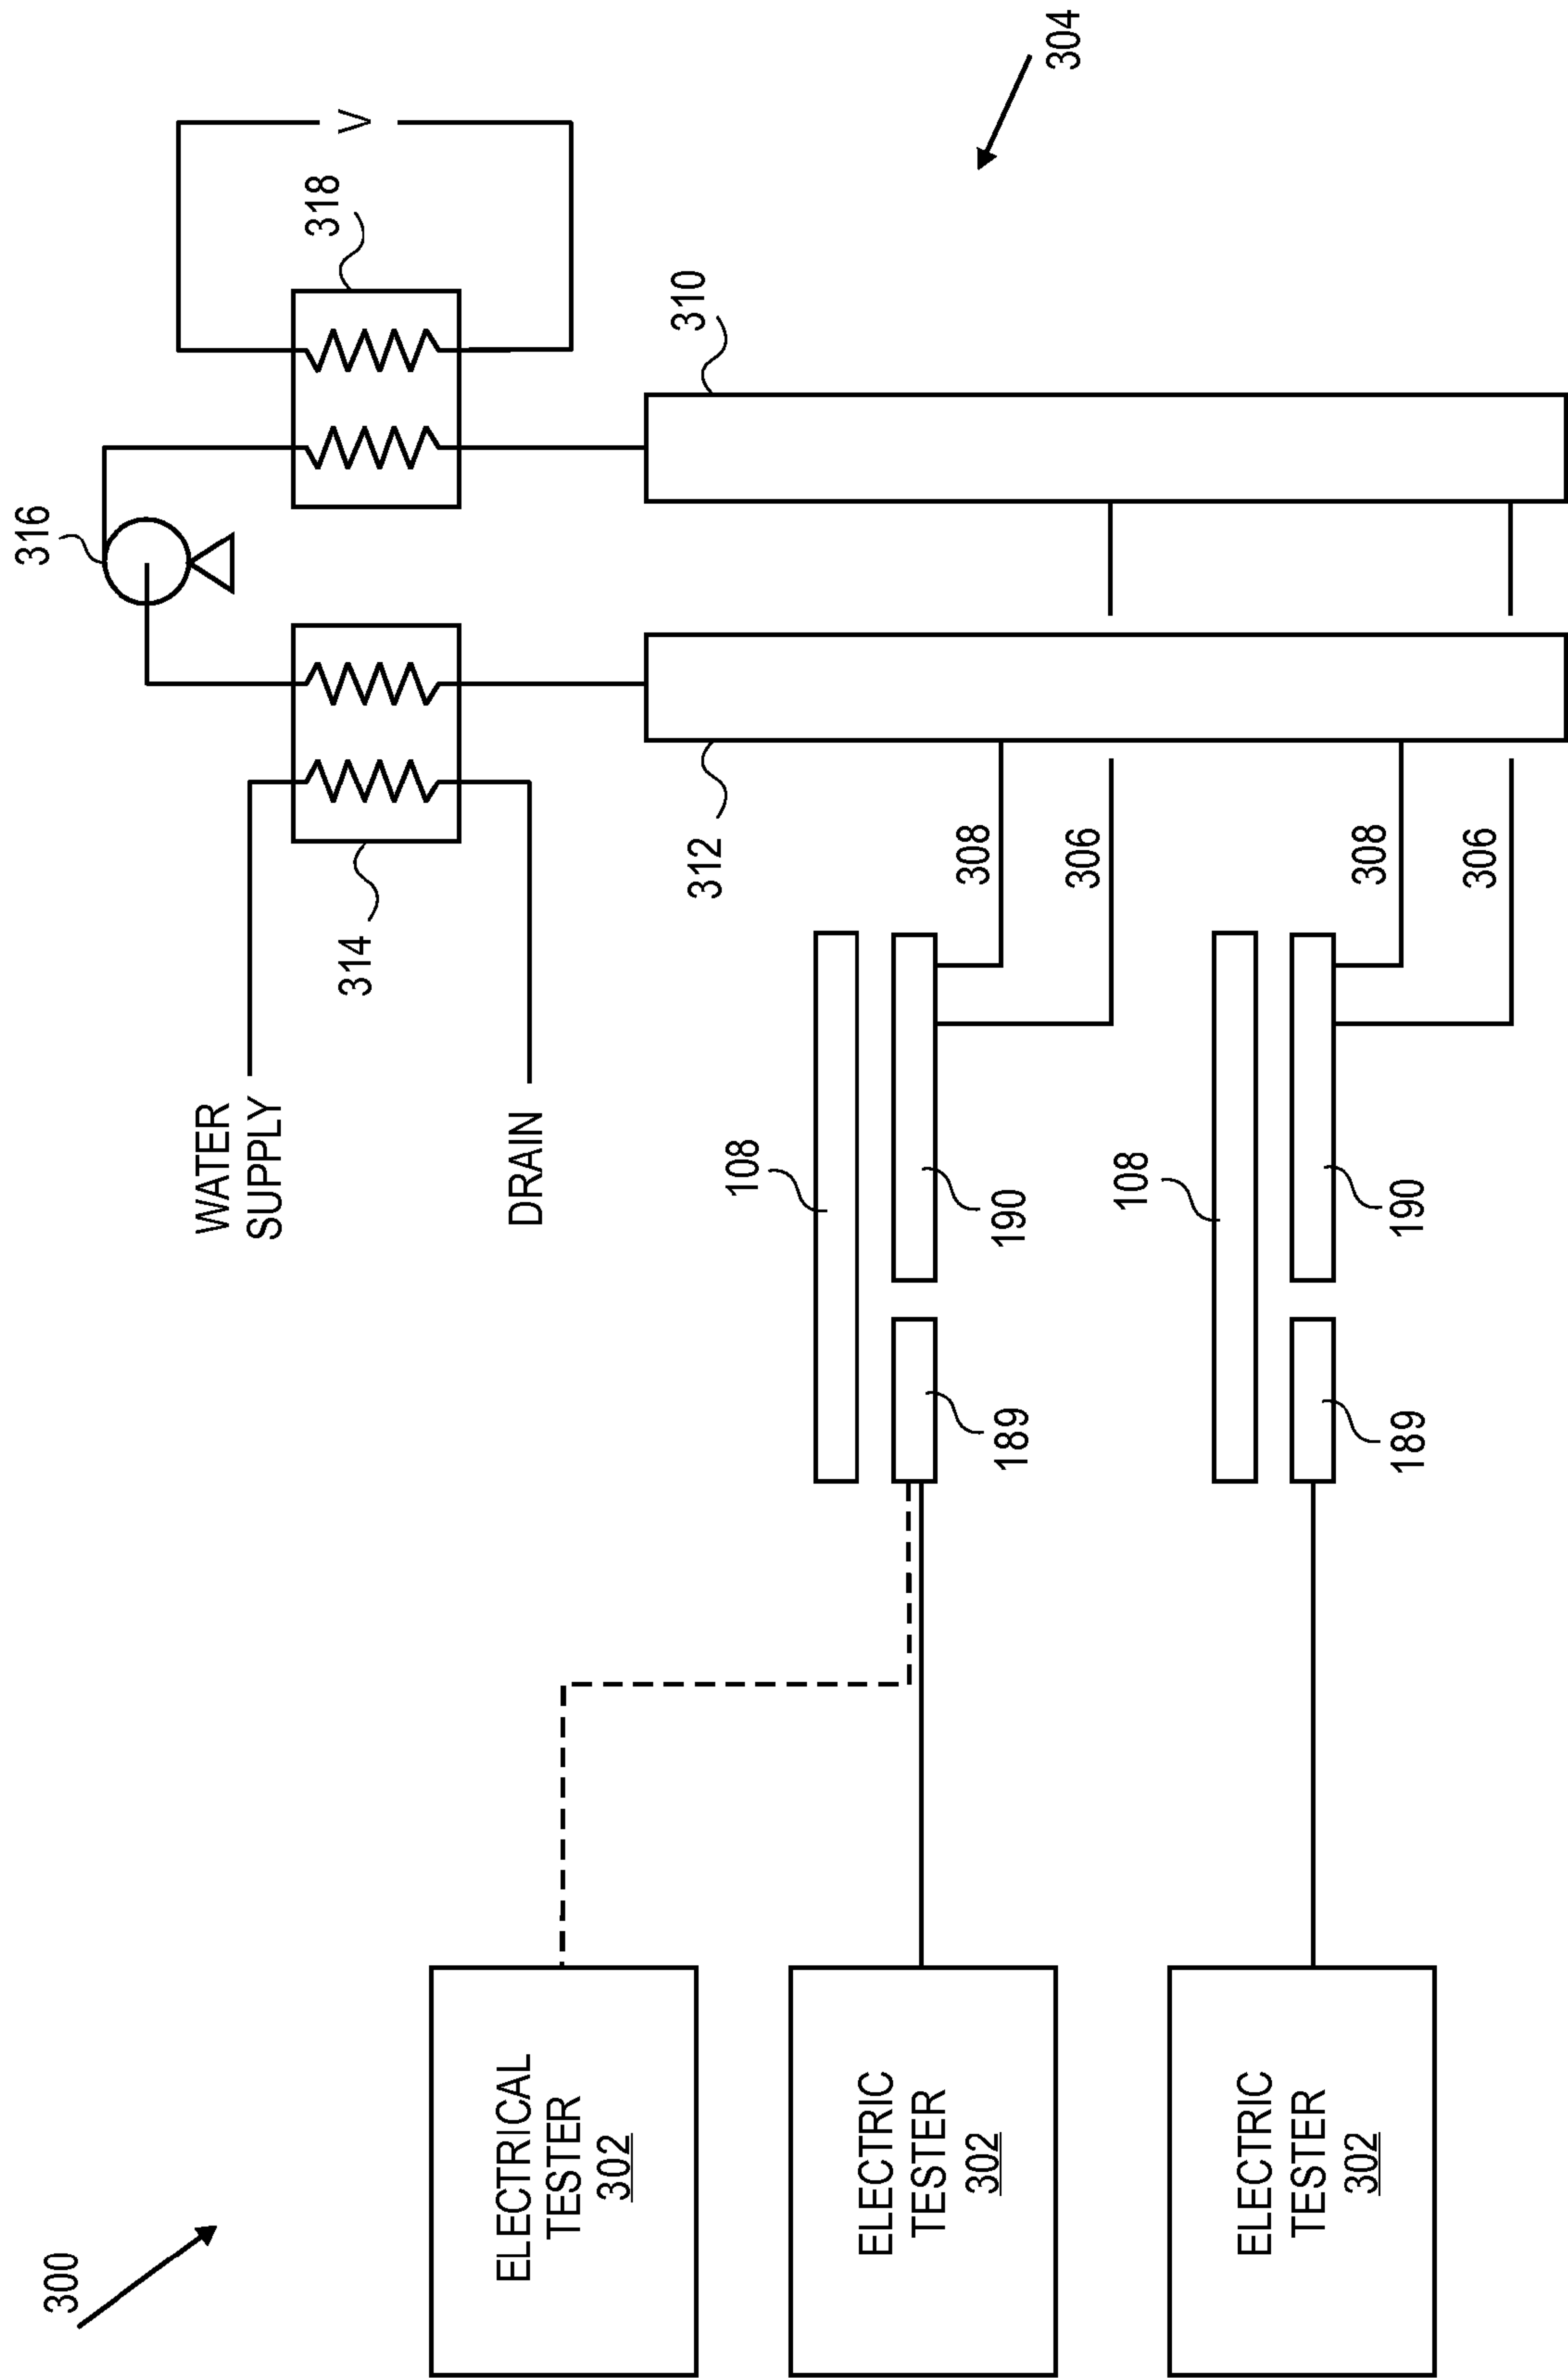 300
ELECTRICAL
TESTER
302
ELECTRIC
TESTER
302
ELECTRIC
TESTER
302
WATER
SUPPLY
DRAIN
314
316
318
V
312
310
304
108
189
190
308
306
108
189
190
308
306